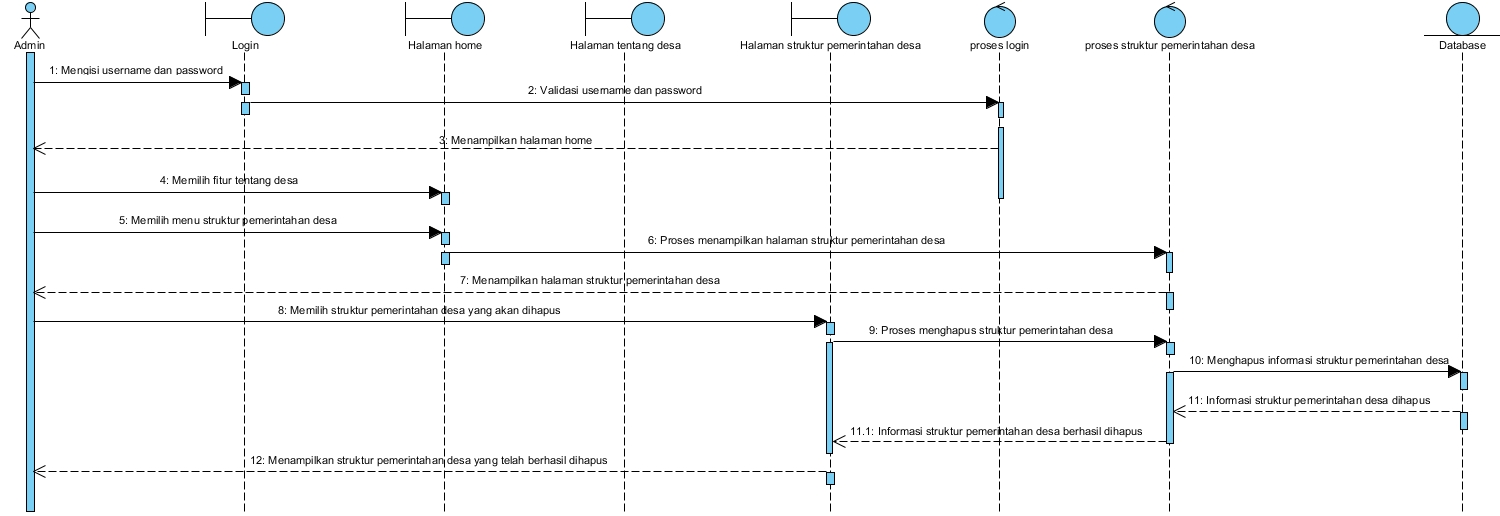 Admin
Login
Halaman home
Halaman tentang desa
Halaman struktur pemerintahan desa
proses login
proses struktur pemerintahan desa
Database
1: Mengisi username dan password
2: Validasi username dan password
3: Menampilkan halaman home
4: Memilih fitur tentang desa
5: Memilih menu struktur pemerintahan desa
6: Proses menampilkan halaman struktur pemerintahan desa
7: Menampilkan halaman struktur pemerintahan desa
8: Memilih struktur pemerintahan desa yang akan dihapus
9: Proses menghapus struktur pemerintahan desa
10: Menghapus informasi struktur pemerintahan desa
11: Informasi struktur pemerintahan desa dihapus
11.1: Informasi struktur pemerintahan desa berhasil dihapus
12: Menampilkan struktur pemerintahan desa yang telah berhasil dihapus